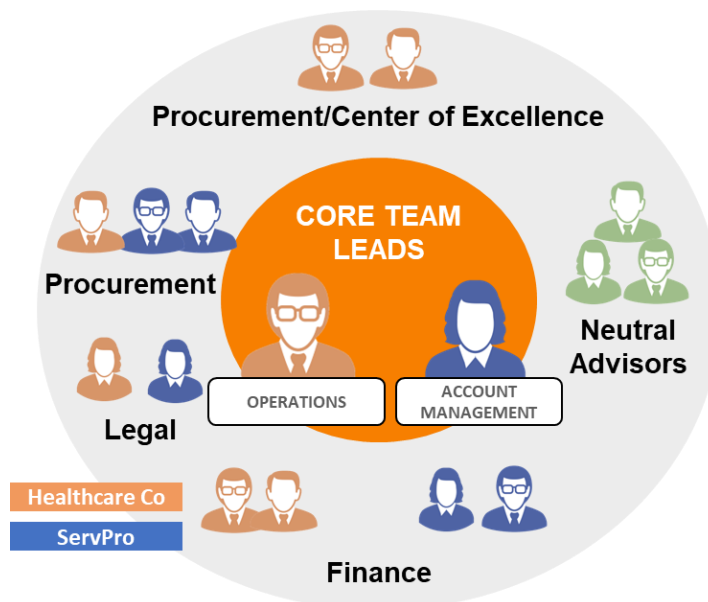 Procurement/Center of Excellence
CORE TEAM
LEADS
Procurement
Neutral
Advisors
OPERATIONS
ACCOUNT
MANAGEMENT
Legal
Healthcare Co
ServPro
Finance